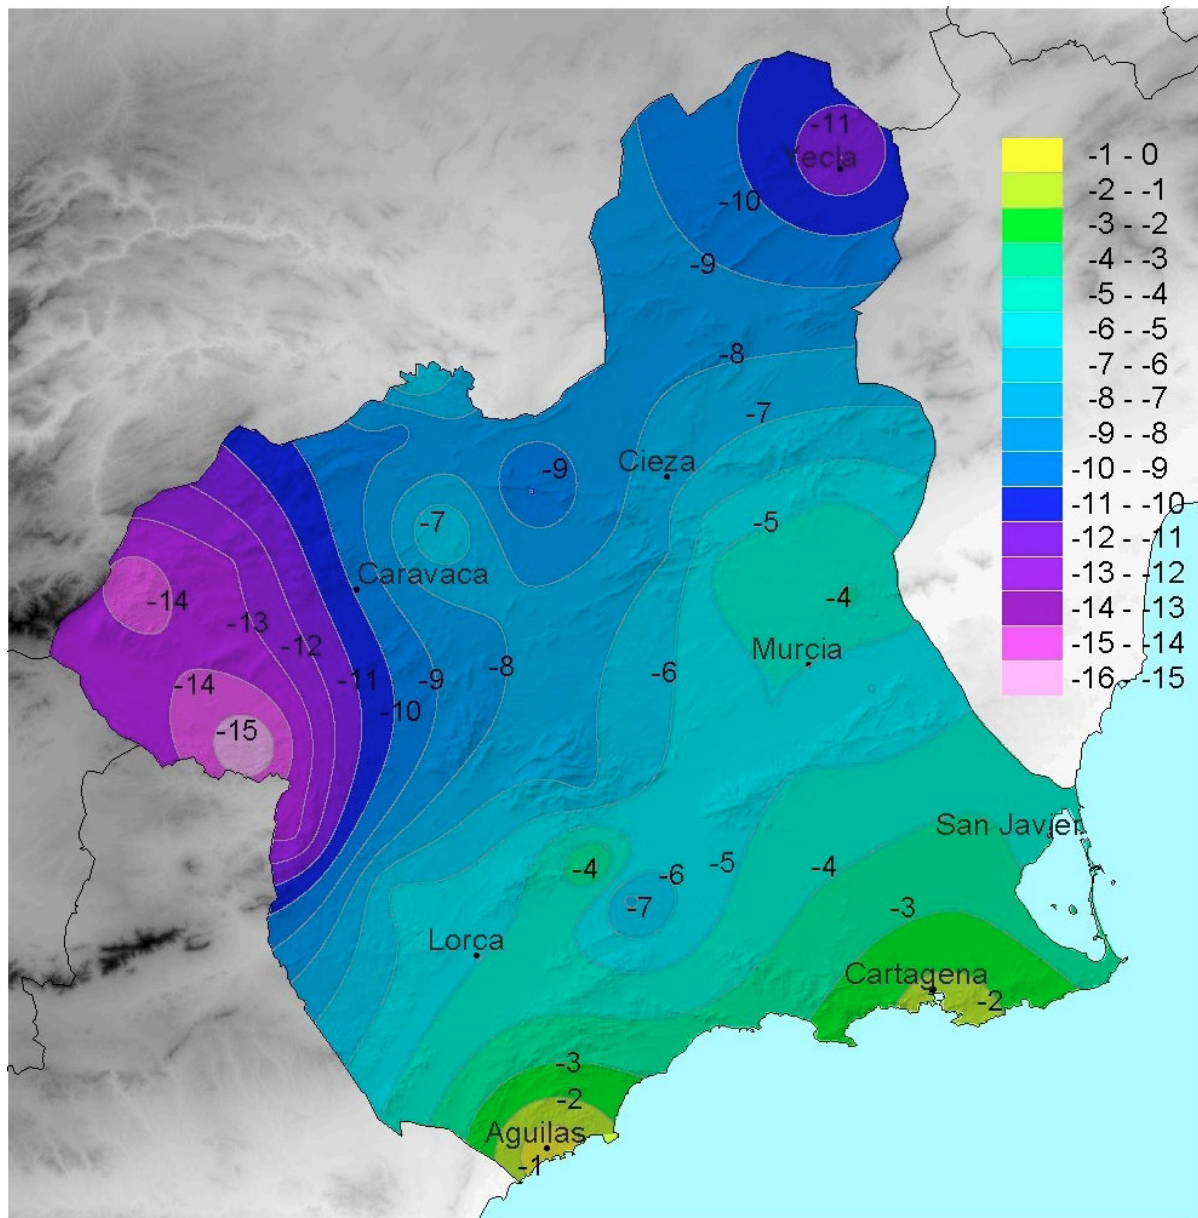 -11
Yecla
-10
-9
-8
-7
-9
Cieza
-7
-5
Caravaca
-14
-4
-13
-12
Murcia
-14
-11
-9
-8
-6
-10
-15
San Javier
-4
-6
-5
-4
-7
-3
Lorca
Cartagena
-2
-3
-2
Aguilas
-1
-1 - 0
-2 - -1
-3 - -2
-4 - -3
-5 - -4
-6 - -5
-7 - -6
-8 - -7
-9 - -8
-10 - -9
-11 - -10
-12 - -11
-13 - -12
-14 - -13
-15 - -14
-16 - -15